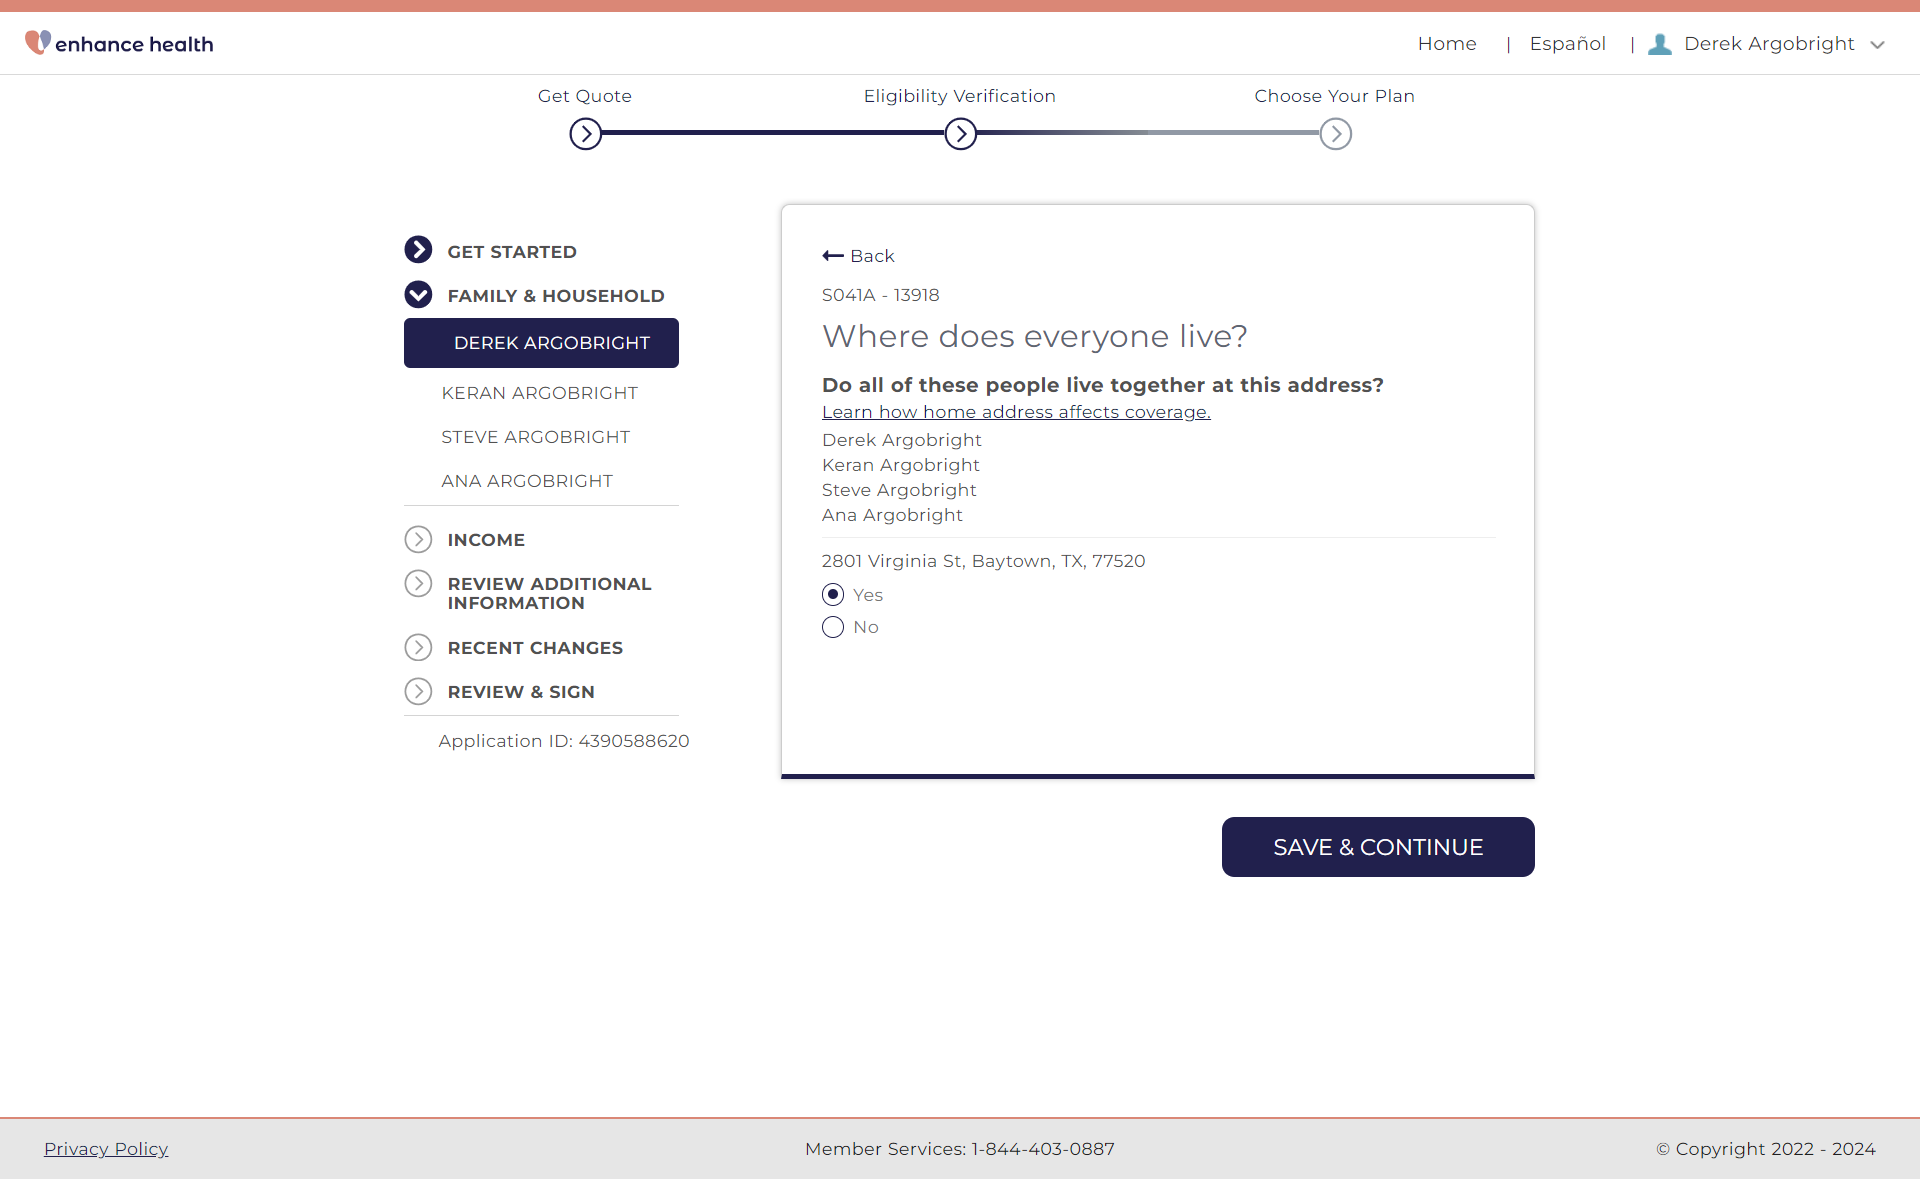 enhance health
Home | Español | Derek Argobright
Get Quote
Eligibility Verification
Choose Your Plan
GET STARTED
FAMILY & HOUSEHOLD
DEREK ARGOBRIGHT
KERAN ARGOBRIGHT
STEVE ARGOBRIGHT
ANA ARGOBRIGHT
INCOME
REVIEW ADDITIONAL
INFORMATION
RECENT CHANGES
REVIEW & SIGN
Application ID: 4390588620
Back
S041A - 13918
Where does everyone live?
Do all of these people live together at this address?
Learn how home address affects coverage.
Derek Argobright
Keran Argobright
Steve Argobright
Ana Argobright
2801 Virginia St, Baytown, TX, 77520
Yes
No
SAVE & CONTINUE
Privacy Policy
Member Services: 1-844-403-0887
© Copyright 2022 - 2024